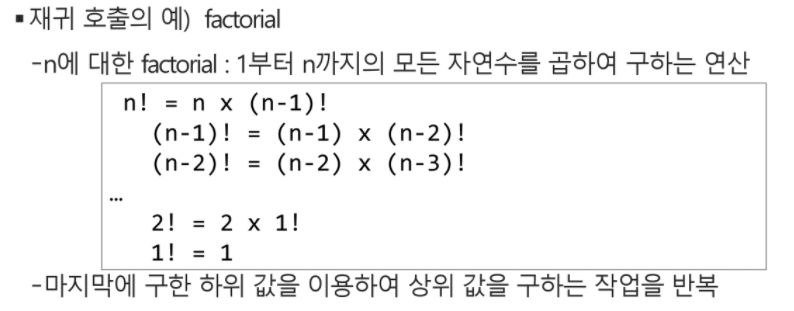 ▪재귀 호출의 예) factorial
-n에 대한 factorial : 1부터 n까지의 모든 자연수를 곱하여 구하는 연산
n! = n x (n-1)!
(n-1)! = (n-1) x (n-2)!
(n-2)! = (n-2) x (n-3)!
…
2! = 2 x 1!
1! = 1
-마지막에 구한 하위 값을 이용하여 상위 값을 구하는 작업을 반복